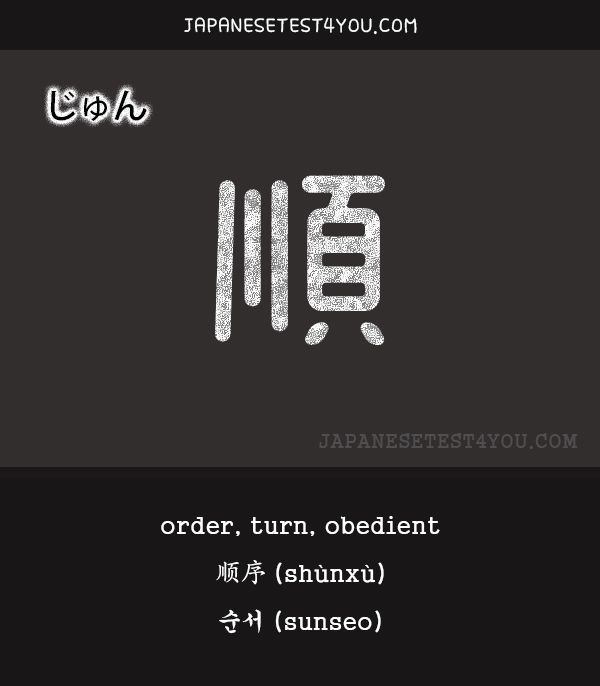 JAPANESETEST4YOU.COM
じゅん
順
JAPANESETEST4YOU.COM
order, turn, obedient
顺序 (shùnxù)
순서 (sunseo)